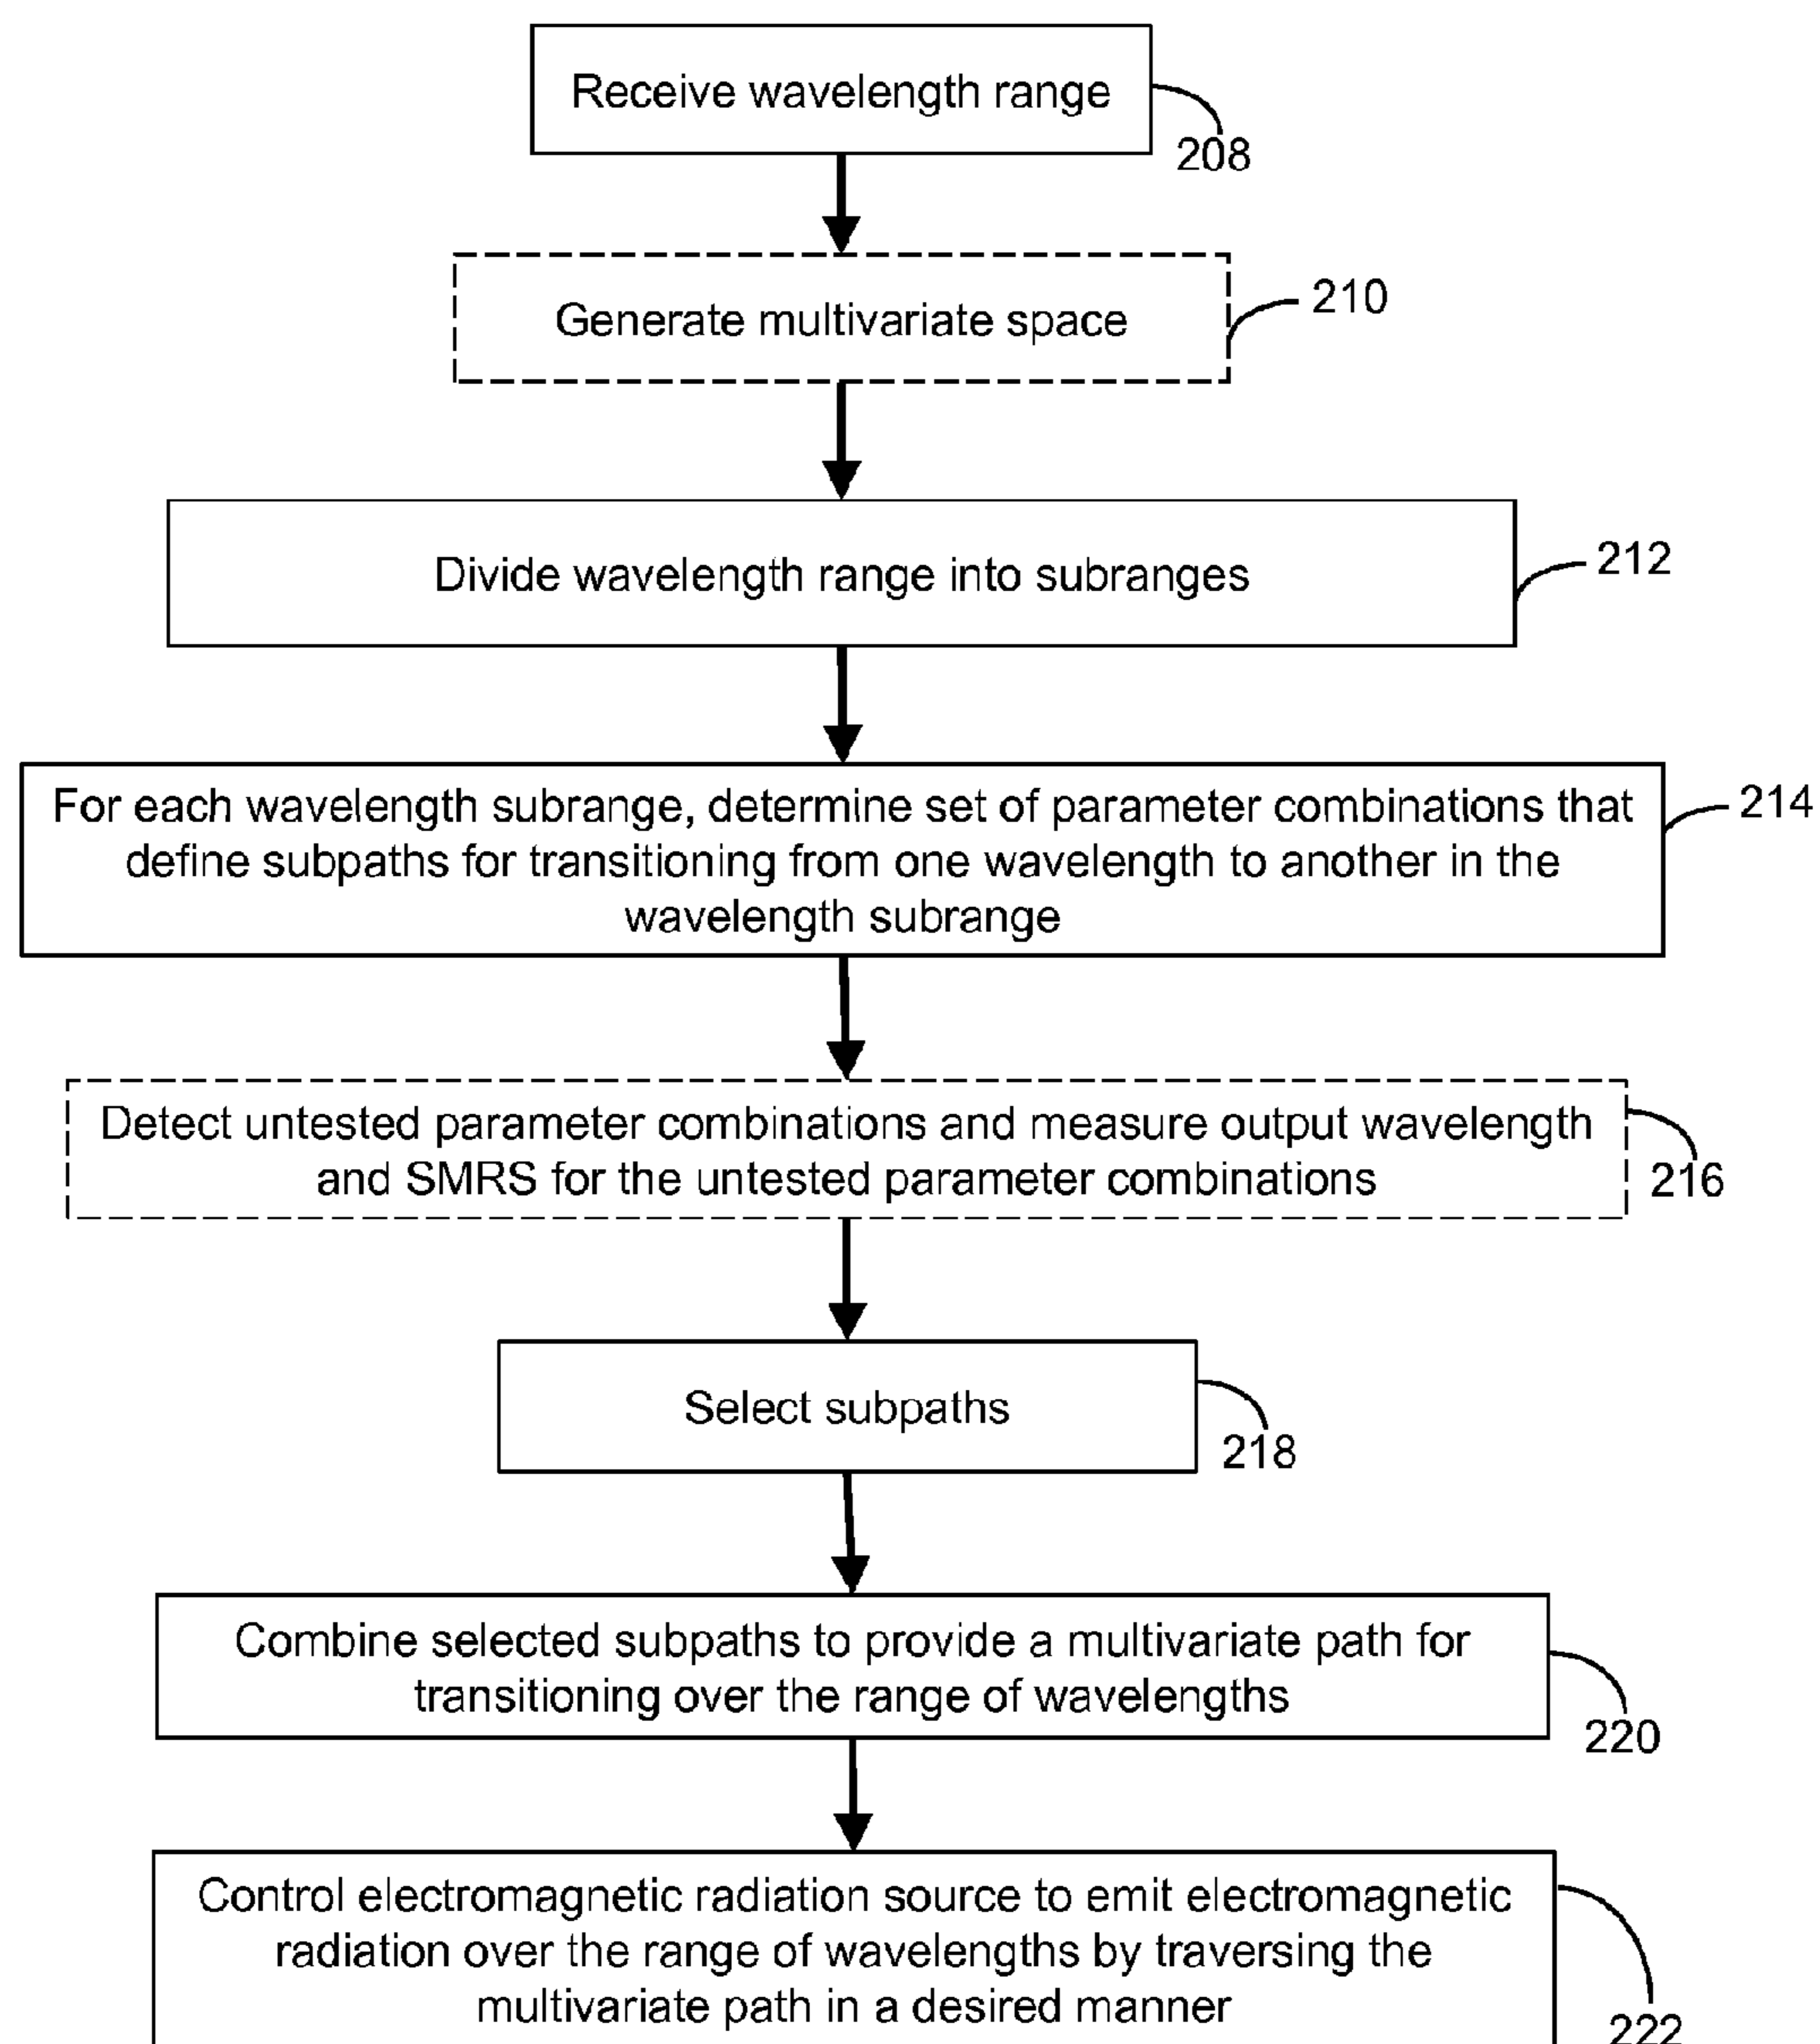 Receive wavelength range
208
Generate multivariate space
210
Divide wavelength range into subranges
212
For each wavelength subrange, determine set of parameter combinations that
define subpaths for transitioning from one wavelength to another in the
wavelength subrange
214
Detect untested parameter combinations and measure output wavelength
and SMRS for the untested parameter combinations
216
Select subpaths
218
Combine selected subpaths to provide a multivariate path for
transitioning over the range of wavelengths
220
Control electromagnetic radiation source to emit electromagnetic
radiation over the range of wavelengths by traversing the
multivariate path in a desired manner
222